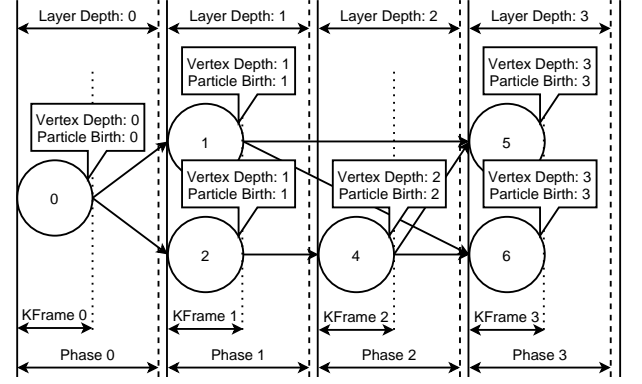 Layer Depth: 0
Layer Depth: 1
Layer Depth: 2
Layer Depth: 3
Vertex Depth: 1
Particle Birth: 1
Vertex Depth: 3
Particle Birth: 3
Vertex Depth: 0
Particle Birth: 0
1
5
Vertex Depth: 1
Particle Birth: 1
Vertex Depth: 2
Particle Birth: 2
Vertex Depth: 3
Particle Birth: 3
0
2
4
6
KFrame 0
KFrame 1
KFrame 2
KFrame 3
Phase 0
Phase 1
Phase 2
Phase 3